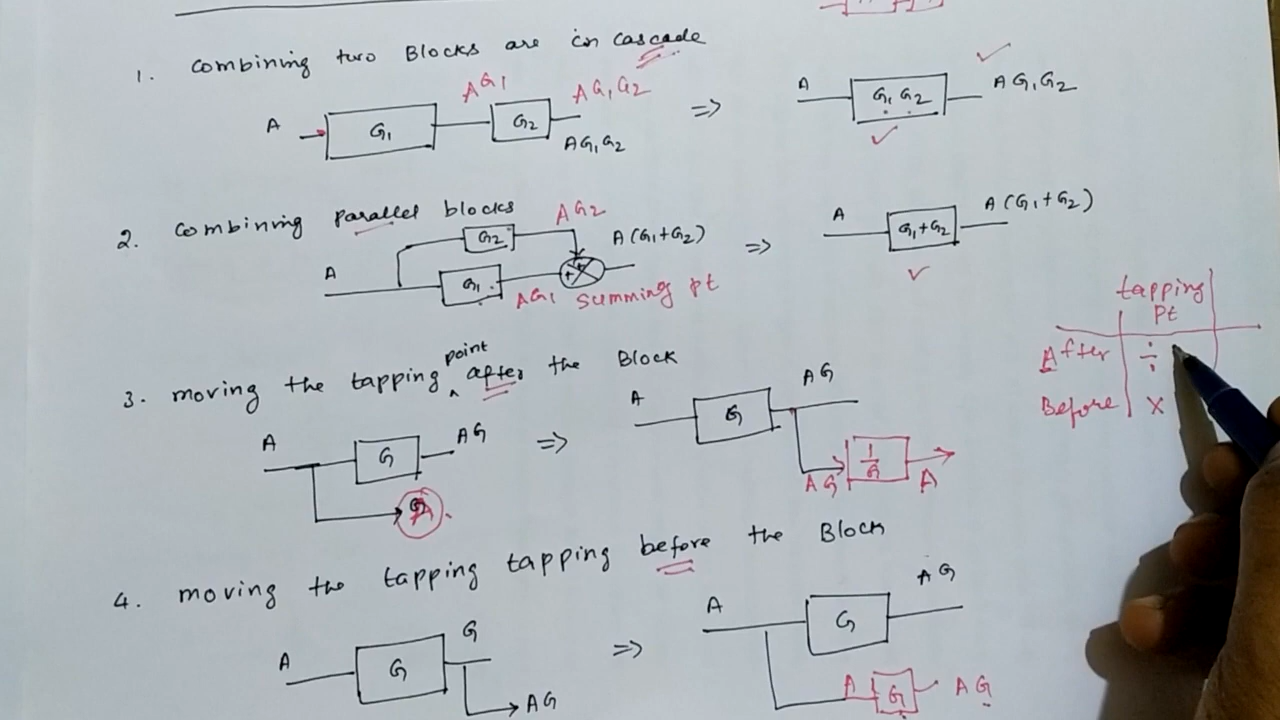 1. Combining two Blocks are in cascade
A G1 AG1 G2 AG1G2 AG1G2 ⇒ A G1 G2 AG1G2
2. Combining parallel blocks
A G2 AG2 G1 AG1 + + Summing pt A(G1+G2) ⇒ A G1+G2 A(G1+G2)
tapping
pt
After ÷
Before x
3. moving the tapping point after the Block
A G AG ⇒ A G AG
A. AG 1/G A
4. moving the tapping tapping before the Block
A G G AG ⇒ A G AG
A G AG